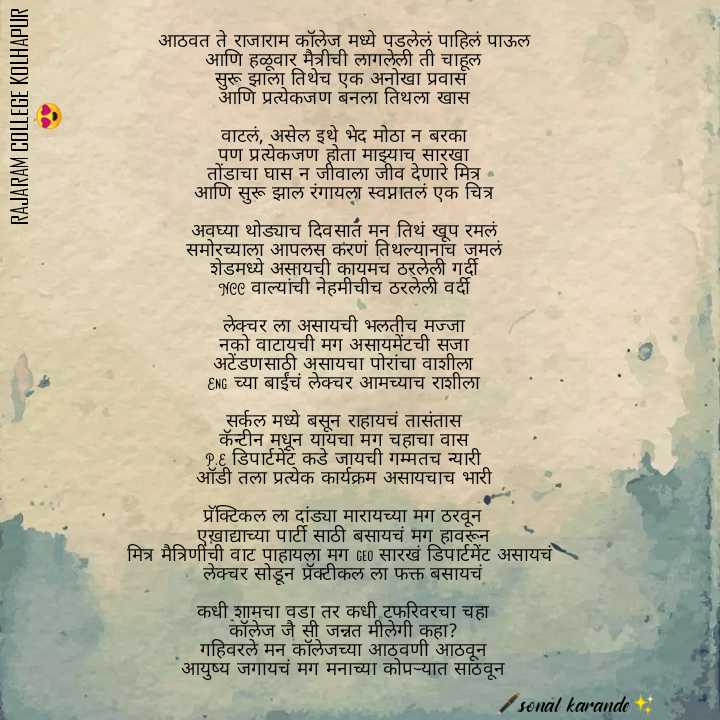 RAJARAM COLLEGE KOLHAPUR
आठवत ते राजाराम कॉलेज मध्ये पडलेलं पाहिलं पाऊल
आणि हळूवार मैत्रीची लागलेली ती चाहूल
सुरू झाला तिथेच एक अनोखा प्रवास
आणि प्रत्येकजण बनला तिथला खास
वाटलं, असेल इथे भेद मोठा न बरका
पण प्रत्येकजण होता माझ्याच सारखा
तोंडाचा घास न जीवाला जीव देणारे मित्र
आणि सुरू झाल रंगायला स्वप्नातलं एक चित्र
अवघ्या थोड्याच दिवसात मन तिथं खूप रमलं
समोरच्याला आपलस करणं तिथल्यानाच जमलं
शेडमध्ये असायची कायमच ठरलेली गर्दी
NCC वाल्यांची नेहमीचीच ठरलेली वर्दी
लेक्चर ला असायची भलतीच मज्जा
नको वाटायची मग असायमेंटची सजा
अटेंडणसाठी असायचा पोरांचा वाशीला
ENG च्या बाईंचं लेक्चर आमच्याच राशीला
सर्कल मध्ये बसून राहायचं तासंतास
कॅन्टीन मधून यायचा मग चहाचा वास
P.E डिपार्टमेंट कडे जायची गम्मतच न्यारी
ऑडी तला प्रत्येक कार्यक्रम असायचाच भारी
प्रॅक्टिकल ला दांड्या मारायच्या मग ठरवून
एखाद्याच्या पार्टी साठी बसायचं मग हावरून
मित्र मैत्रिणींची वाट पाहायला मग GEO सारखं डिपार्टमेंट असायचं
लेक्चर सोडून प्रॅक्टीकल ला फक्त बसायचं
कधी शामचा वडा तर कधी टफरिवरचा चहा
कॉलेज जै सी जन्नत मीलेगी कहा?
गहिवरले मन कॉलेजच्या आठवणी आठवून
आयुष्य जगायचं मग मनाच्या कोपऱ्यात साठवून
sonal karande